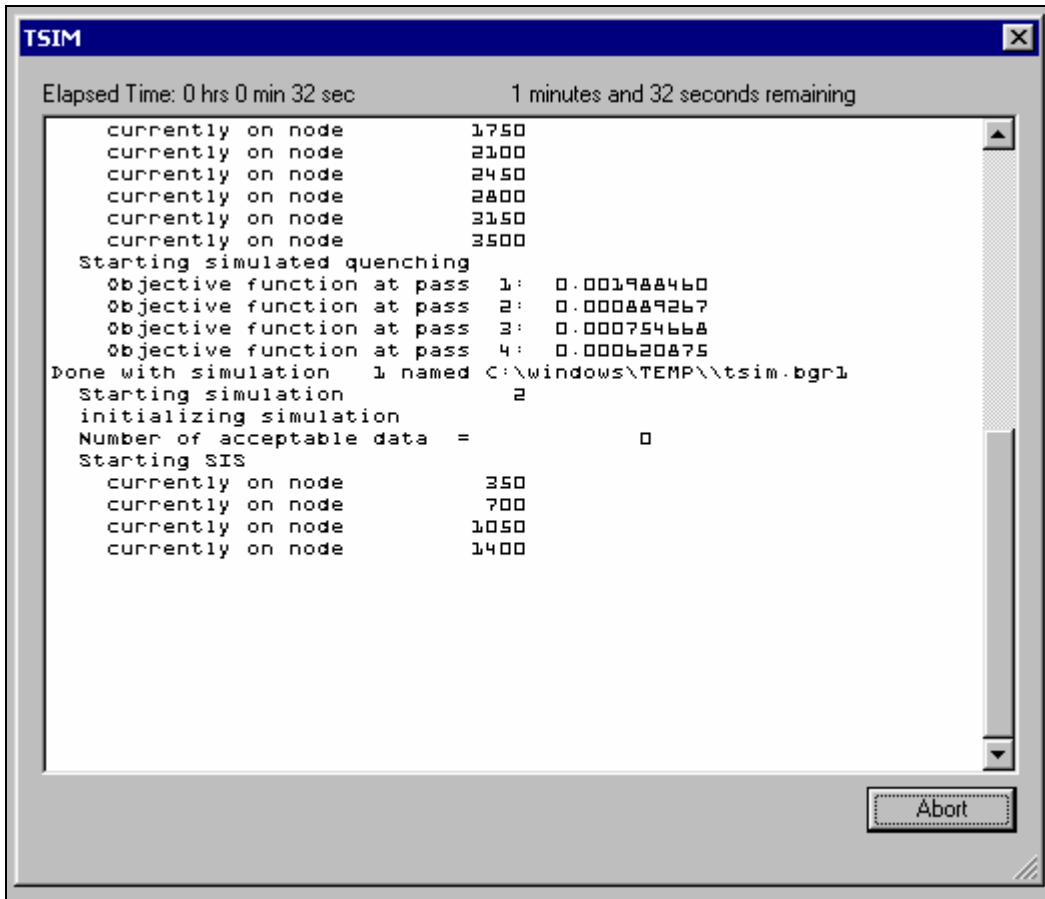 TSIM
Elapsed Time: 0 hrs 0 min 32 sec 1 minutes and 32 seconds remaining
currently on node 1750
currently on node 2100
currently on node 2450
currently on node 2800
currently on node 3150
currently on node 3500
Starting simulated quenching
Objective function at pass 1: 0.001988460
Objective function at pass 2: 0.000889267
Objective function at pass 3: 0.000754668
Objective function at pass 4: 0.000620875
Done with simulation 1 named C:\windows\TEMP\\tsim.bgr1
Starting simulation 2
initializing simulation
Number of acceptable data = 0
Starting SIS
currently on node 350
currently on node 700
currently on node 1050
currently on node 1400
Abort